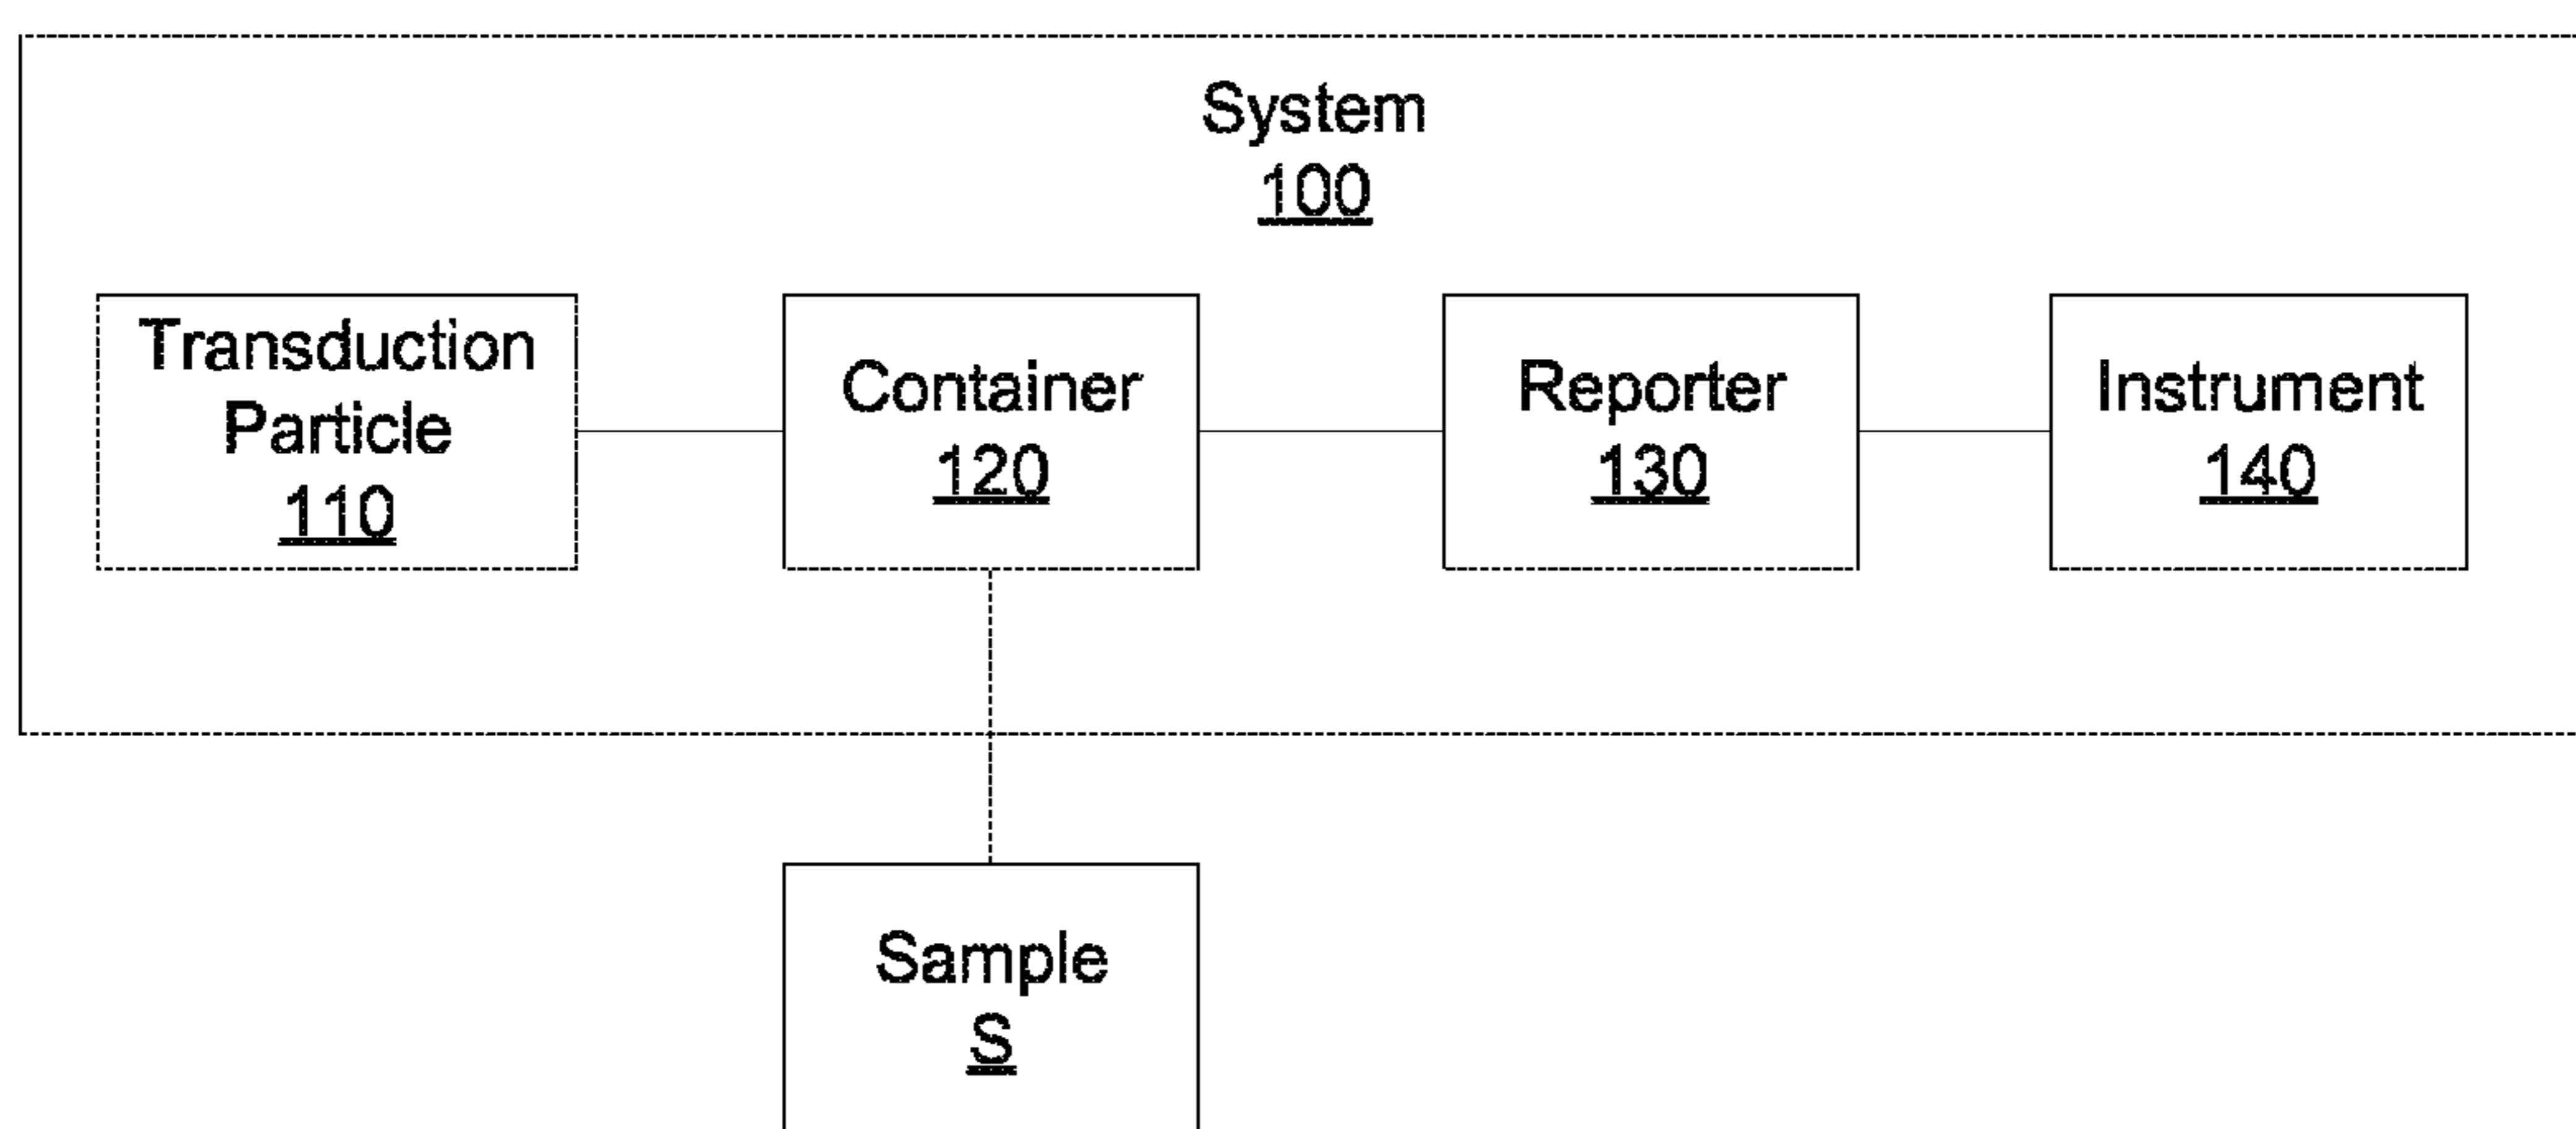 System
100
Transduction
Particle
110
Container
120
Reporter
130
Instrument
140
Sample
S